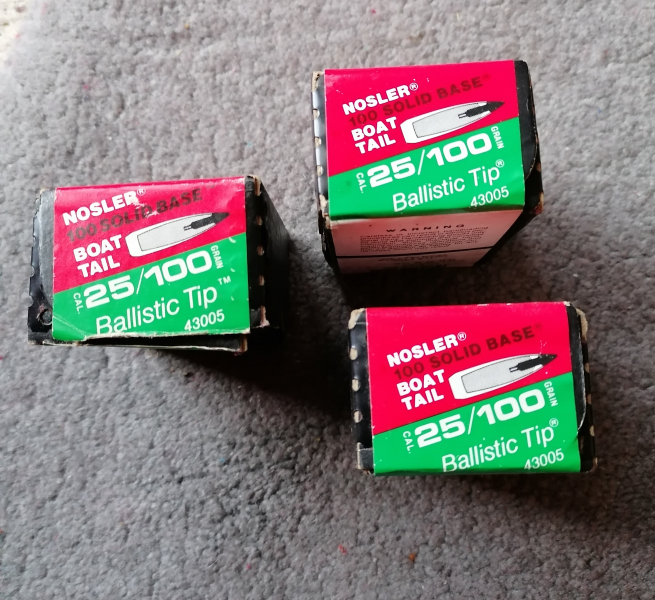 NOSLER®
100 SOLID BASE®
BOAT
TAIL
CAL. 25/100 GRAIN
Ballistic Tip®
43005
WARNING
NOSLER®
100 SOLID BASE
BOAT
TAIL
CAL. 25/100 GRAIN
Ballistic Tip™
43005
NOSLER®
100 SOLID BASE®
BOAT
TAIL
CAL. 25/100 GRAIN
Ballistic Tip®
43005